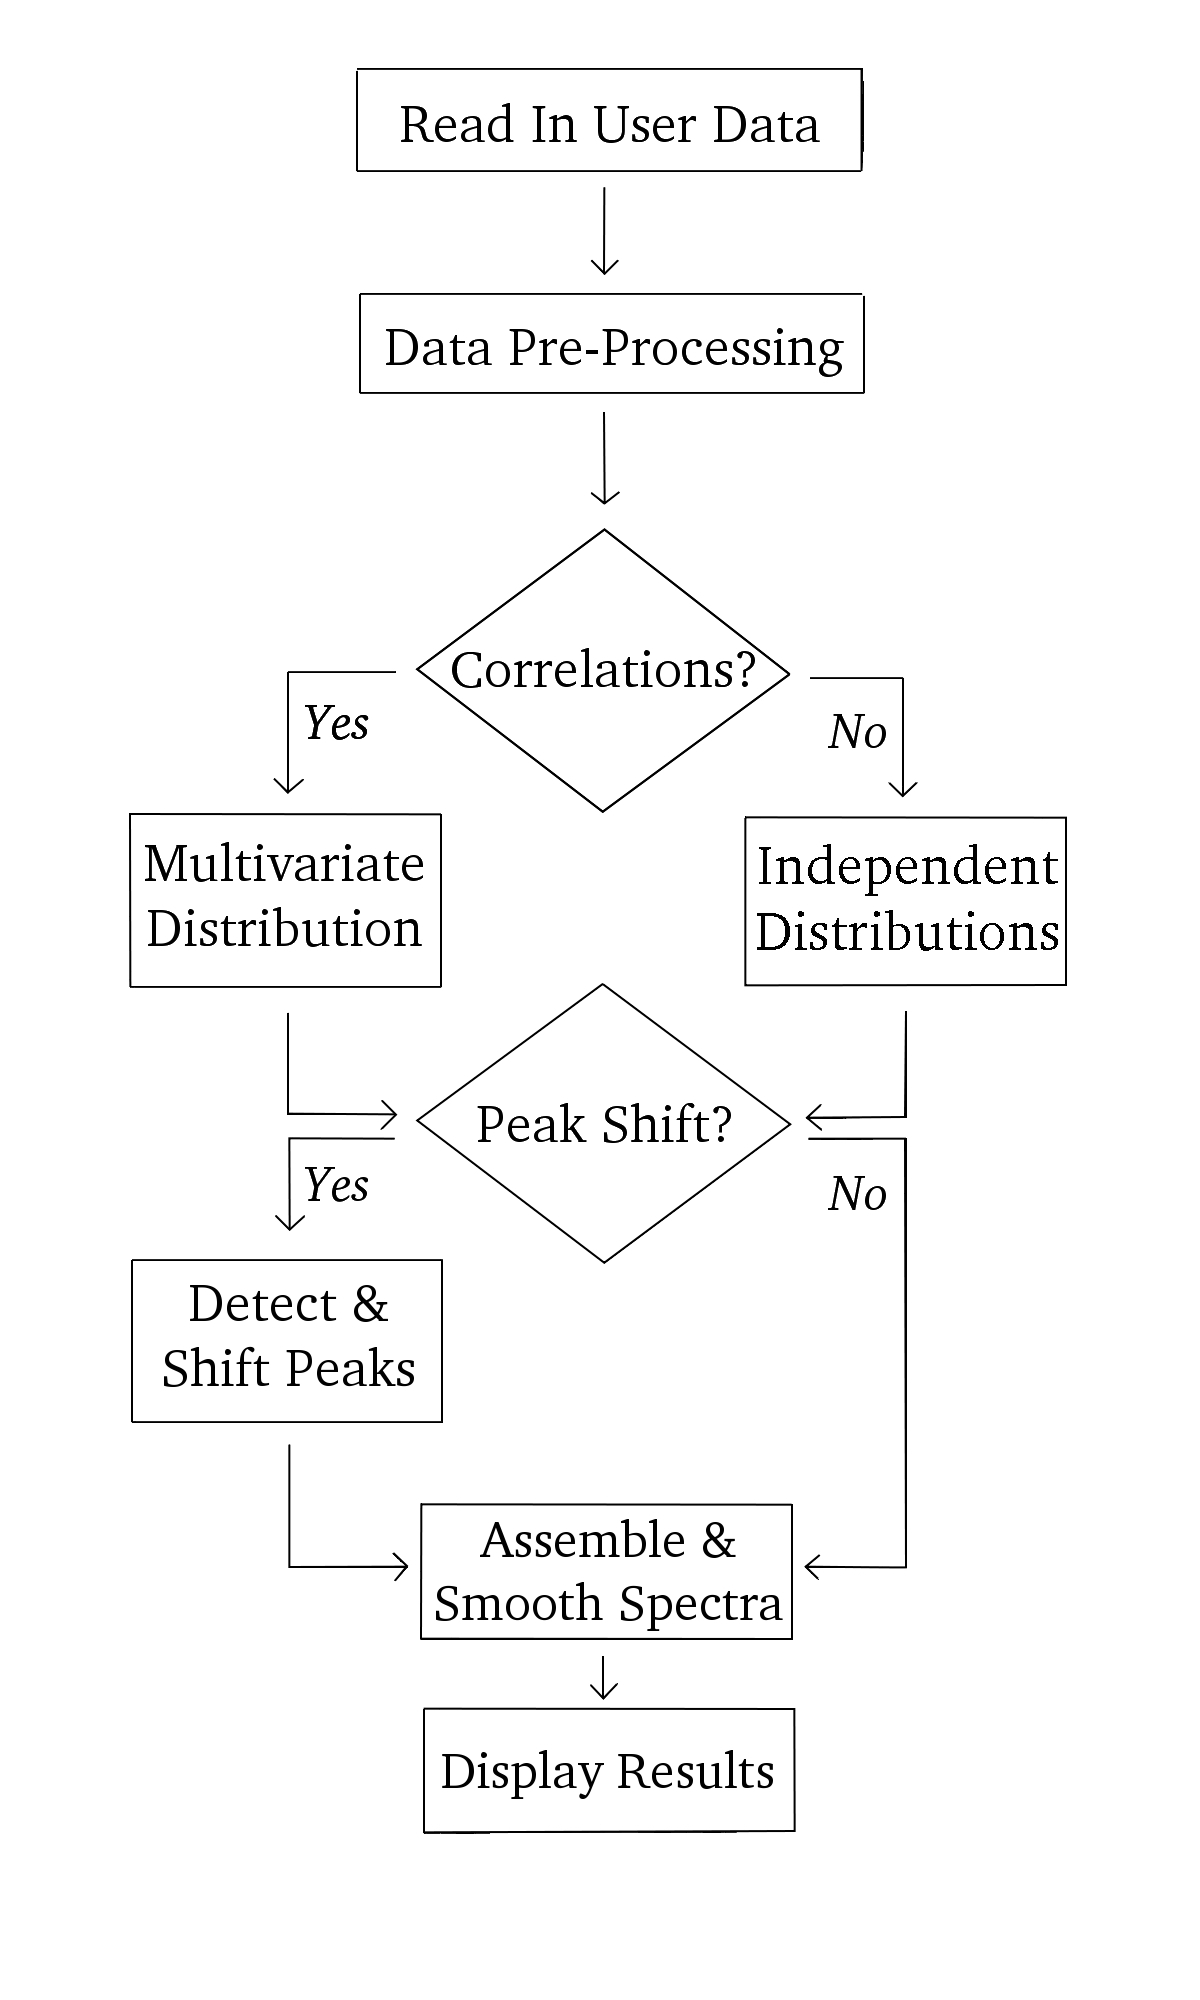 Read In User Data
Data Pre-Processing
Correlations?
Yes
No
Multivariate
Distribution
Independent
Distributions
Peak Shift?
Yes
No
Detect &
Shift Peaks
Assemble &
Smooth Spectra
Display Results